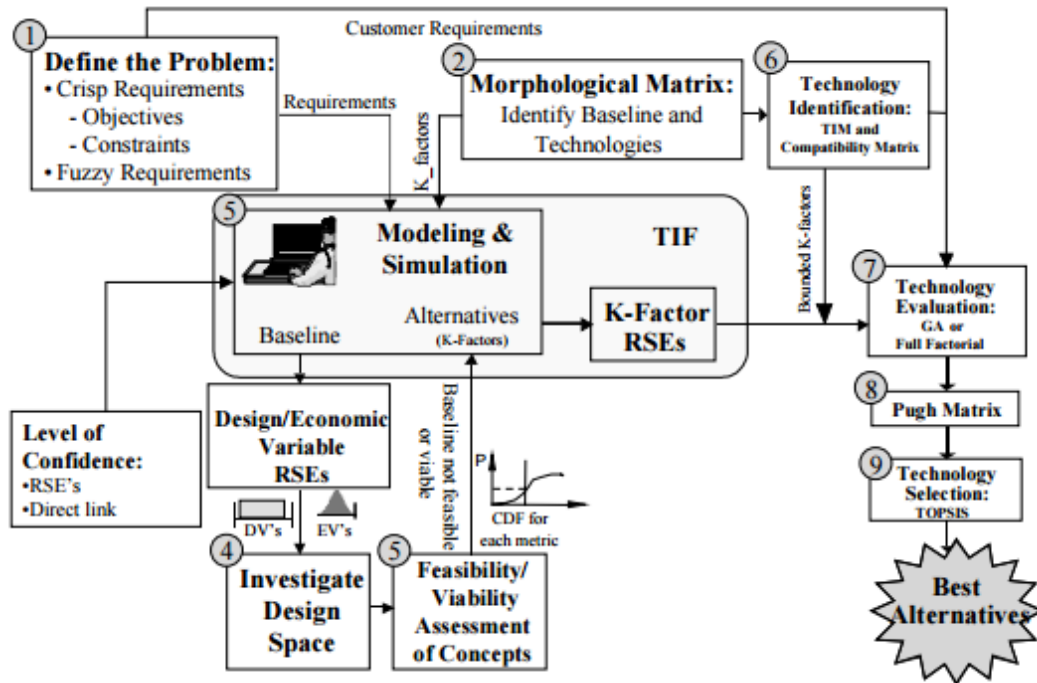 1
Define the Problem:
• Crisp Requirements
- Objectives
- Constraints
• Fuzzy Requirements
Customer Requirements
Requirements
2
Morphological Matrix:
Identify Baseline and
Technologies
K_factors
6
Technology
Identification:
TIM and
Compatibility Matrix
Bounded K-factors
5
Modeling &
Simulation
Baseline
Alternatives
(K-Factors)
TIF
K-Factor
RSEs
7
Technology
Evaluation:
GA or
Full Factorial
8
Pugh Matrix
9
Technology
Selection:
TOPSIS
Best
Alternatives
Level of
Confidence:
•RSE's
•Direct link
Design/Economic
Variable
RSEs
DV's
EV's
Baseline not feasible
or viable
P
CDF for
each metric
4
Investigate
Design
Space
5
Feasibility/
Viability
Assessment
of Concepts